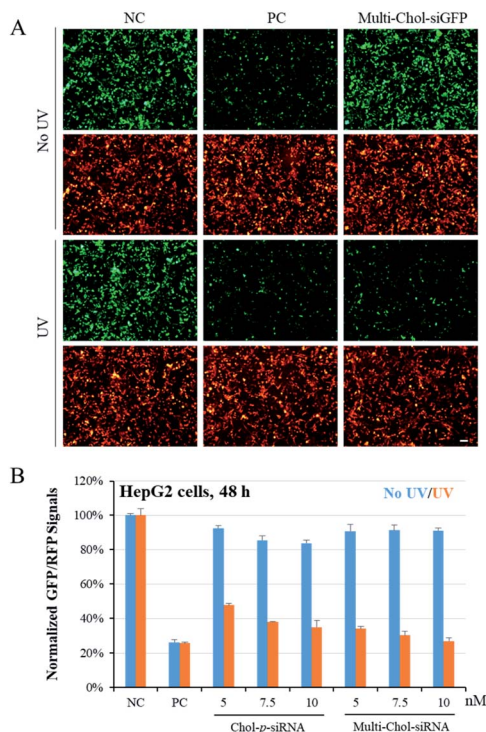 A
NC PC Multi-Chol-siGFP
No UV
UV
B
HepG2 cells, 48 h No UV/UV
Normalized GFP/RFP Signals
120%
100%
80%
60%
40%
20%
0%
NC PC 5 7.5 10 5 7.5 10 nM
Chol-p-siRNA Multi-Chol-siRNA